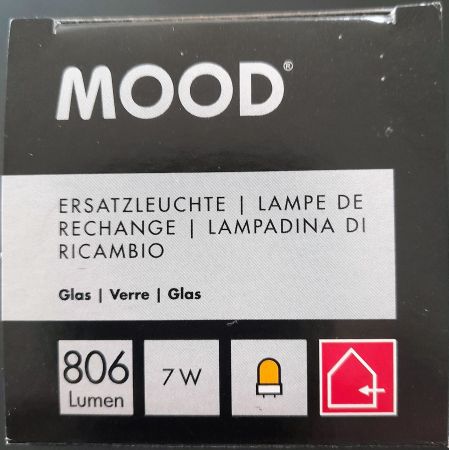 MOOD®
ERSATZLEUCHTE | LAMPE DE
RECHANGE | LAMPADINA DI
RICAMBIO
Glas | Verre | Glas
806
Lumen
7 W